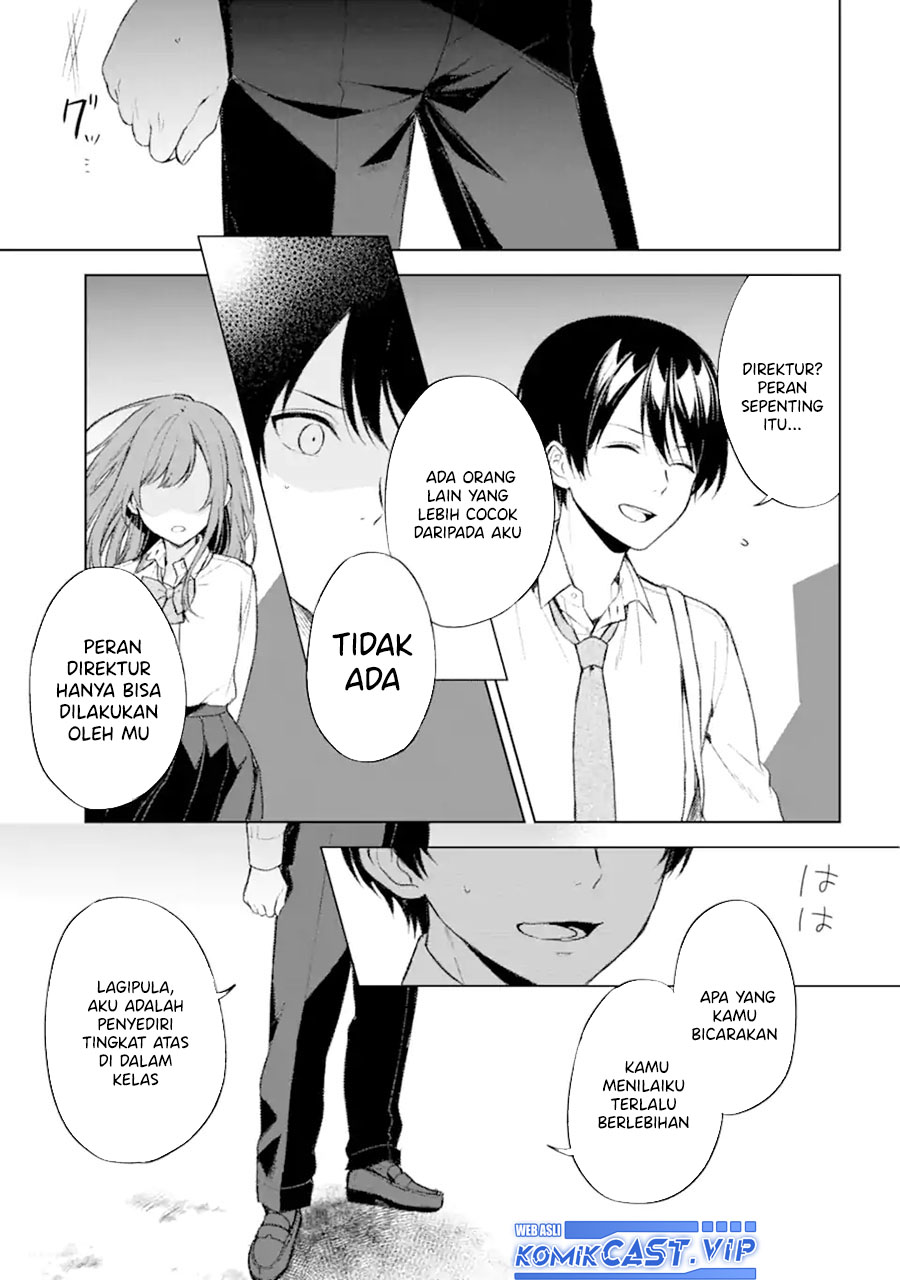 グッ
DIREKTUR?
PERAN
SEPENTING
ITU...
ADA ORANG
LAIN YANG
LEBIH COCOK
DARIPADA AKU
TIDAK
ADA
PERAN
DIREKTUR
HANYA BISA
DILAKUKAN
OLEH MU
はは
APA YANG
KAMU
BICARAKAN
KAMU
MENILAIKU
TERLALU
BERLEBIHAN
LAGIPULA,
AKU ADALAH
PENYEDIRI
TINGKAT ATAS
DI DALAM
KELAS
WEB ASLI
KOMIKCAST.VIP